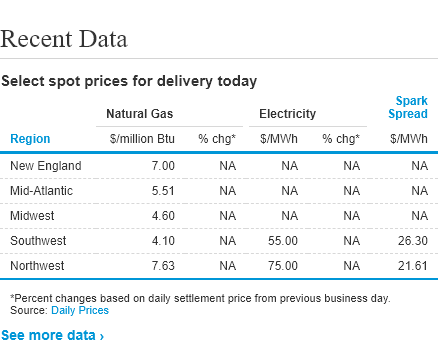 Recent Data
Select spot prices for delivery today
Natural Gas Electricity Spark Spread
Region $/million Btu % chg* $/MWh % chg* $/MWh
New England 7.00 NA NA NA NA
Mid-Atlantic 5.51 NA NA NA NA
Midwest 4.60 NA NA NA NA
Southwest 4.10 NA 55.00 NA 26.30
Northwest 7.63 NA 75.00 NA 21.61
*Percent changes based on daily settlement price from previous business day.
Source: Daily Prices
See more data ›